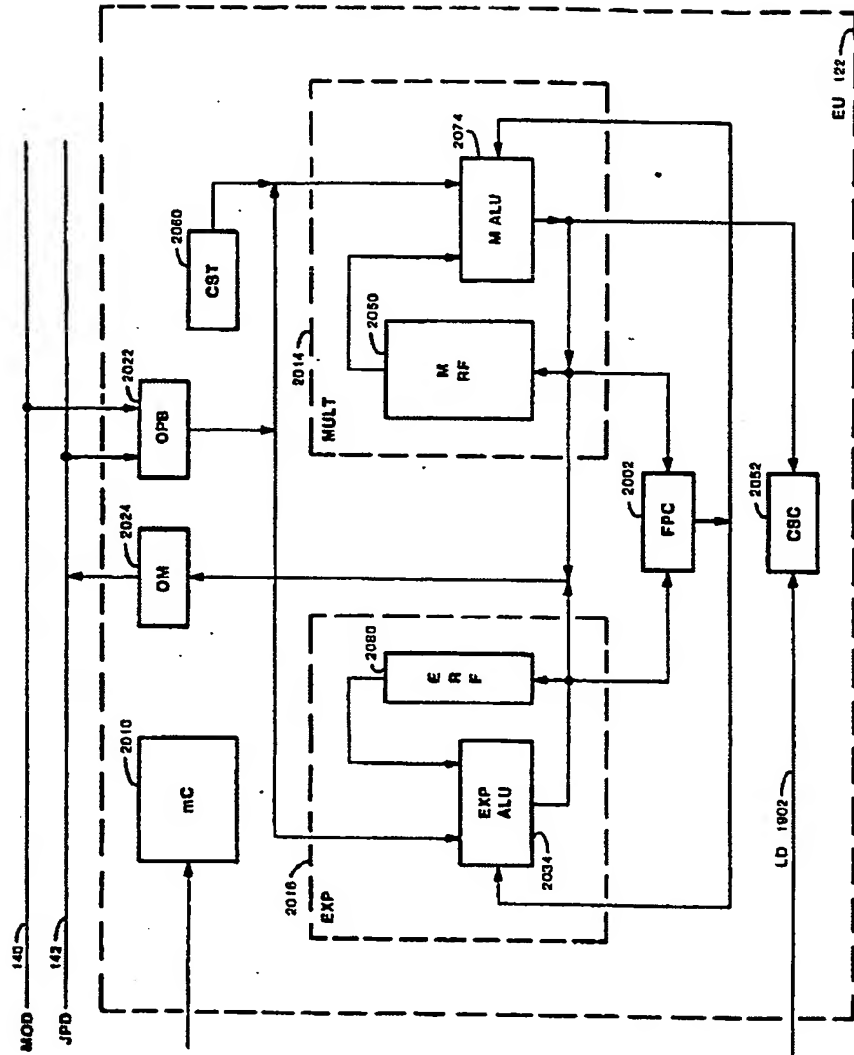 MOD 140
JPD 142
2010
mC
2024
OM
2022
OPB
2060
CST
2016
EXP
EXP
ALU
2034
2080
E
R
F
2014
MULT
2050
M
RF
2074
M ALU
2002
FPC
2052
CSC
LD 1902
EU 122